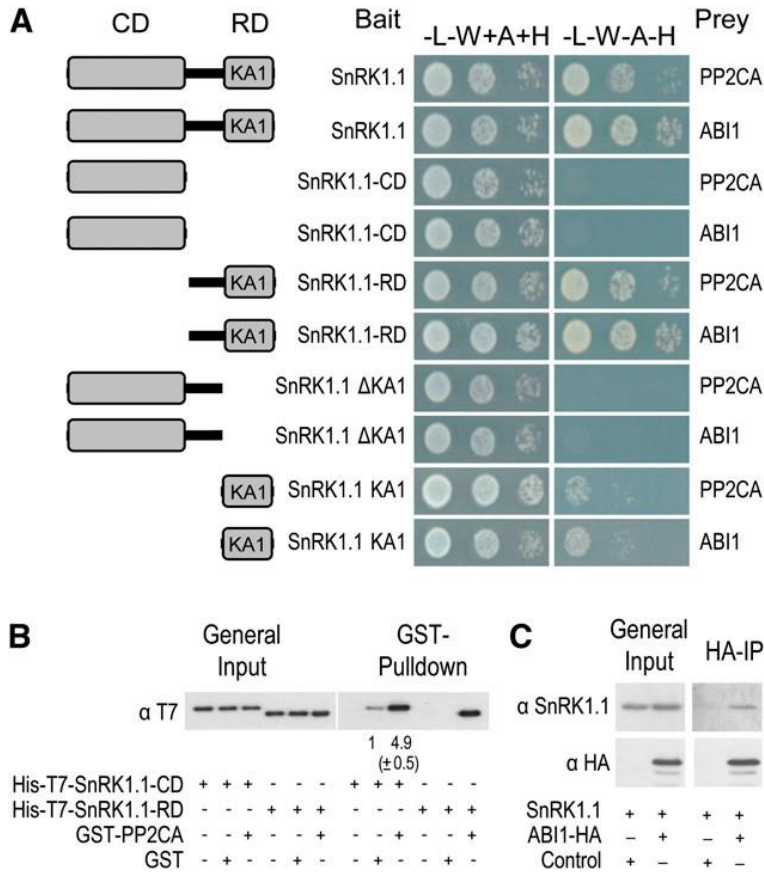 A CD RD Bait -L-W+A+H -L-W-A-H Prey
KA1 SnRK1.1 PP2CA
KA1 SnRK1.1 ABI1
SnRK1.1-CD PP2CA
SnRK1.1-CD ABI1
KA1 SnRK1.1-RD PP2CA
KA1 SnRK1.1-RD ABI1
SnRK1.1 ΔKA1 PP2CA
SnRK1.1 ΔKA1 ABI1
KA1 SnRK1.1 KA1 PP2CA
KA1 SnRK1.1 KA1 ABI1
B General Input GST-Pulldown
α T7
1 4.9
(±0.5)
His-T7-SnRK1.1-CD + + + - - - + + + - - -
His-T7-SnRK1.1-RD - - - + + + - - - + + +
GST-PP2CA - - + - - + - - + - - +
GST - + - - + - - + - - + -
C General Input HA-IP
α SnRK1.1
α HA
SnRK1.1 + + + +
ABI1-HA – + – +
Control + – + –